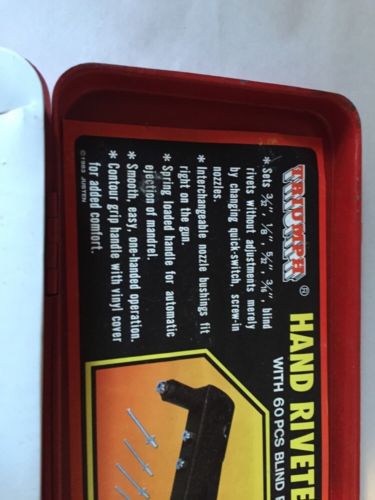 TRIUMPH ®
HAND RIVETE
WITH 60 PCS BLIND
* Sets 3/32", 1/8", 5/32", 3/16", blind
rivets without adjustments merely
by changing quick-switch, screw-in
nozzles.
* Interchangeable nozzle bushings fit
right on the gun.
* Spring loaded handle for automatic
ejection of mandrel.
* Smooth, easy, one-handed operation.
* Contour grip handle with vinyl cover
for added comfort.
©1983 JUSTEN